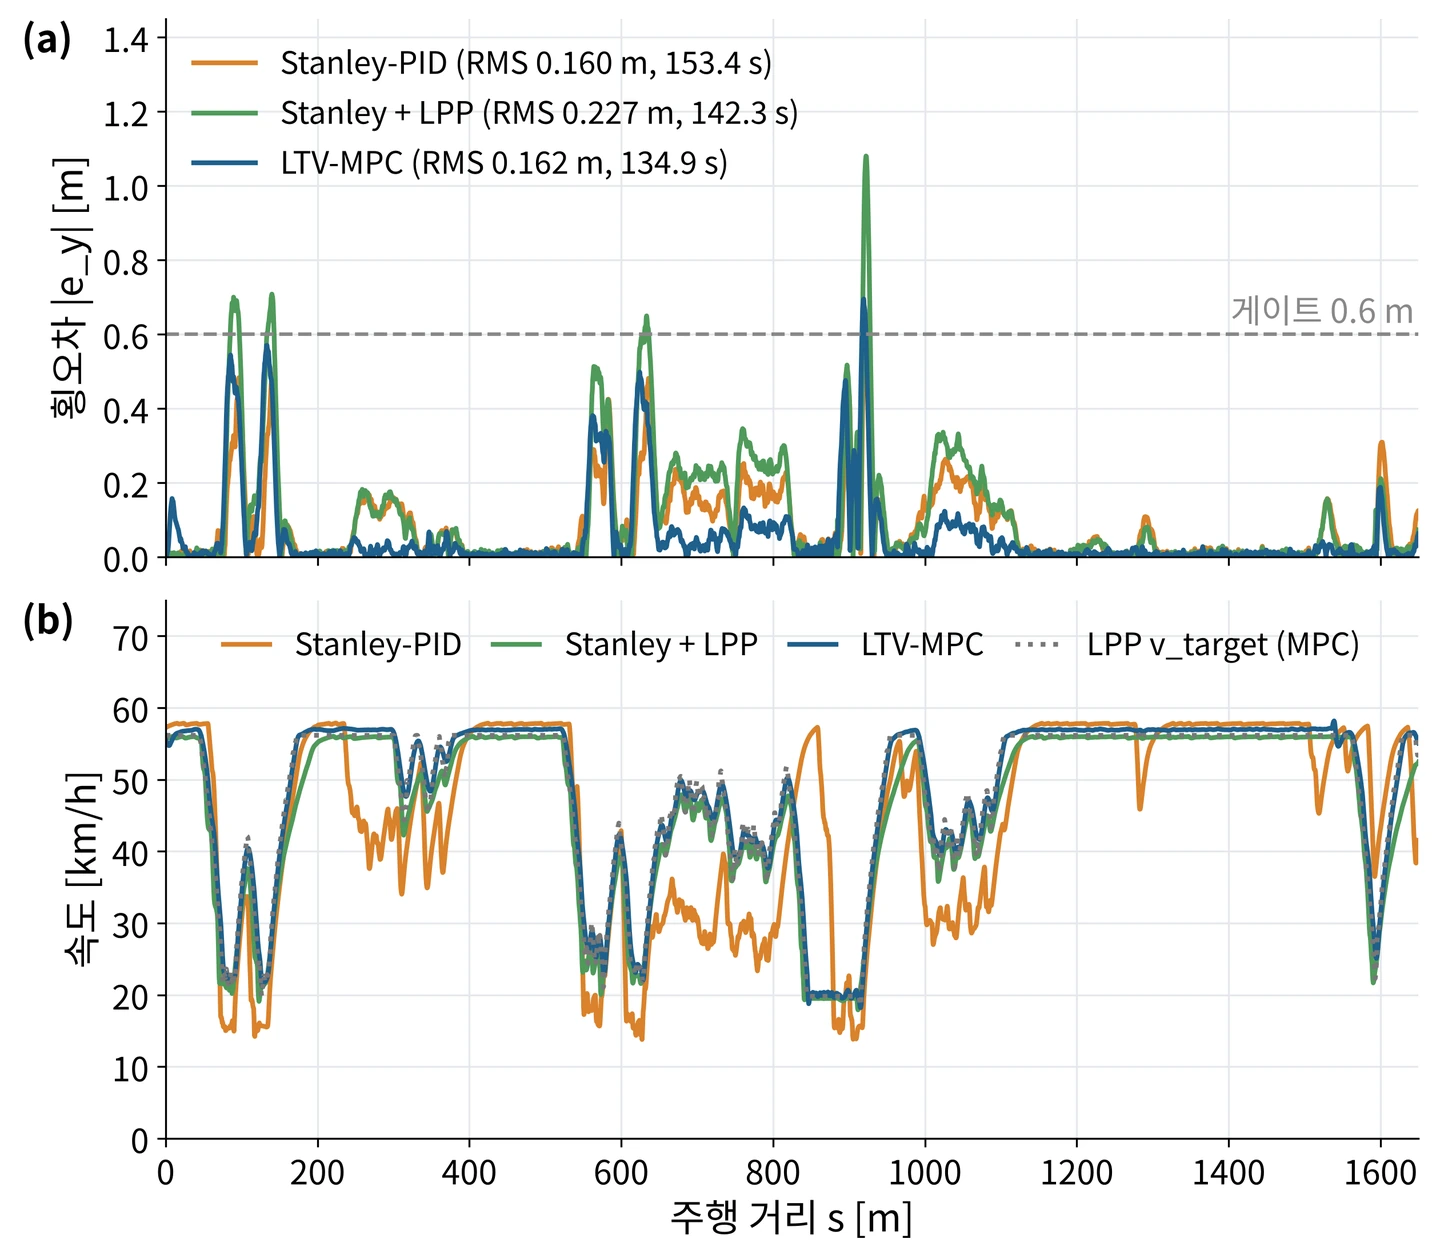 (a)
1.4
1.2
1.0
0.8
0.6
0.4
0.2
0.0
횡오차 |e_y| [m]
Stanley-PID (RMS 0.160 m, 153.4 s)
Stanley + LPP (RMS 0.227 m, 142.3 s)
LTV-MPC (RMS 0.162 m, 134.9 s)
게이트 0.6 m
(b)
70
60
50
40
30
20
10
0
속도 [km/h]
Stanley-PID Stanley + LPP LTV-MPC LPP v_target (MPC)
0 200 400 600 800 1000 1200 1400 1600
주행 거리 s [m]